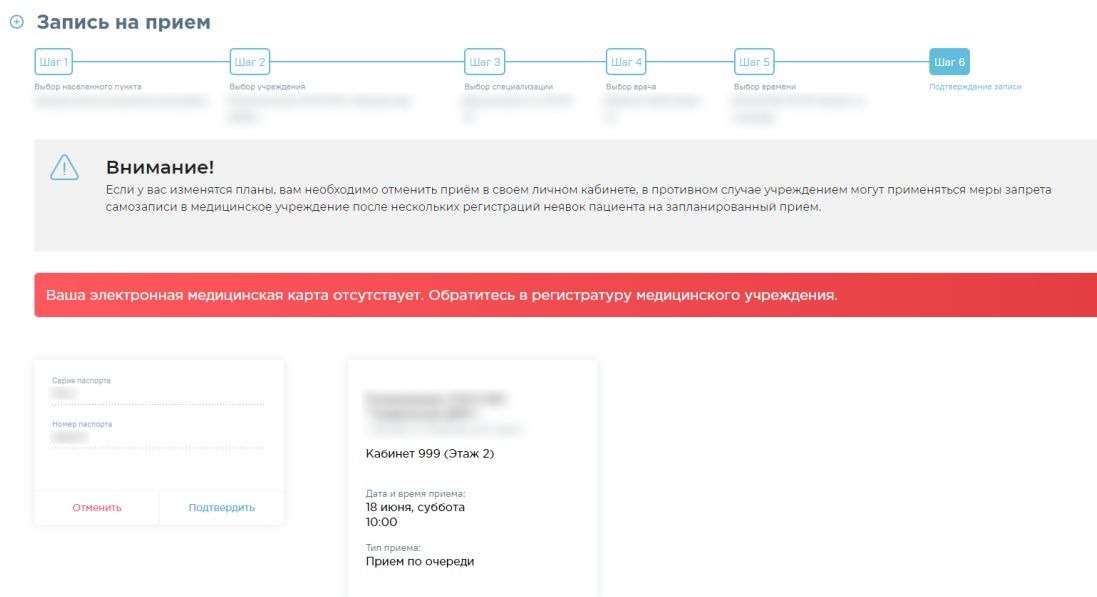 Запись на прием
Шаг 1
Шаг 2
Шаг 3
Шаг 4
Шаг 5
Шаг 6
Выбор населенного пункта
Выбор учреждения
Выбор специализации
Выбор врача
Выбор времени
Подтверждение записи
Внимание!
Если у вас изменятся планы, вам необходимо отменить приём в своем личном кабинете, в противном случае учреждением могут применяться меры запрета
самозаписи в медицинское учреждение после нескольких регистраций неявок пациента на запланированный прием.
Ваша электронная медицинская карта отсутствует. Обратитесь в регистратуру медицинского учреждения.
Серия паспорта
Номер паспорта
Отменить
Подтвердить
Кабинет 999 (Этаж 2)
Дата и время приема:
18 июня, суббота
10:00
Тип приема:
Прием по очереди